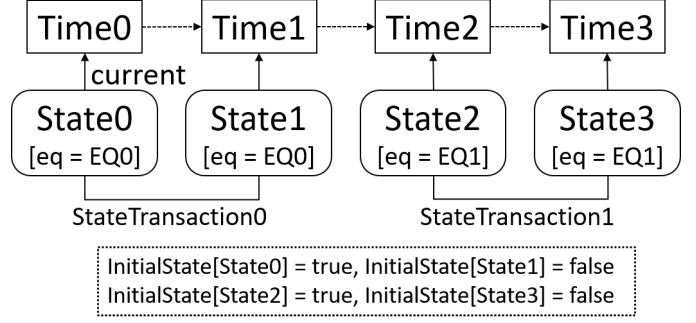 Time0 Time1 Time2 Time3
current
State0 State1 State2 State3
[eq = EQ0] [eq = EQ0] [eq = EQ1] [eq = EQ1]
StateTransaction0 StateTransaction1
InitialState[State0] = true, InitialState[State1] = false
InitialState[State2] = true, InitialState[State3] = false